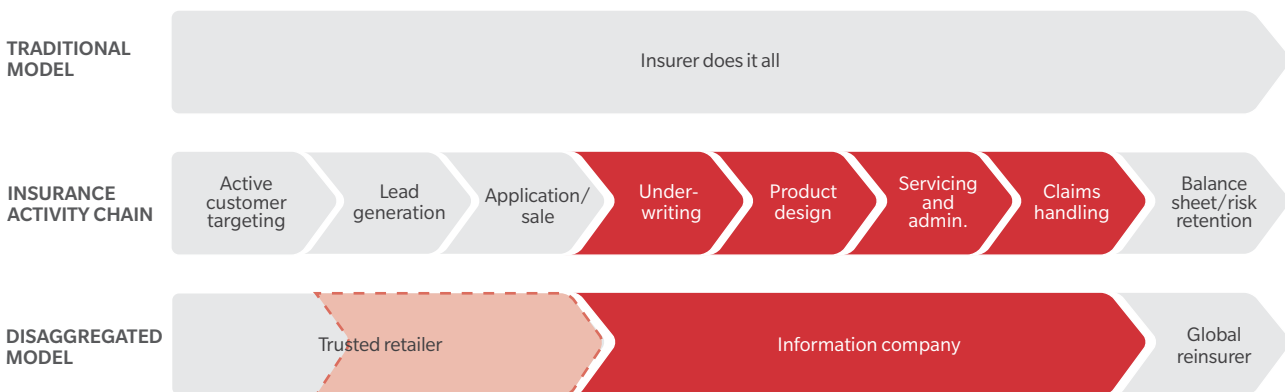 TRADITIONAL
MODEL
Insurer does it all
INSURANCE
ACTIVITY CHAIN
Active
customer
targeting
Lead
generation
Application/
sale
Under-
writing
Product
design
Servicing
and
admin.
Claims
handling
Balance
sheet/risk
retention
DISAGGREGATED
MODEL
Trusted retailer
Information company
Global
reinsurer